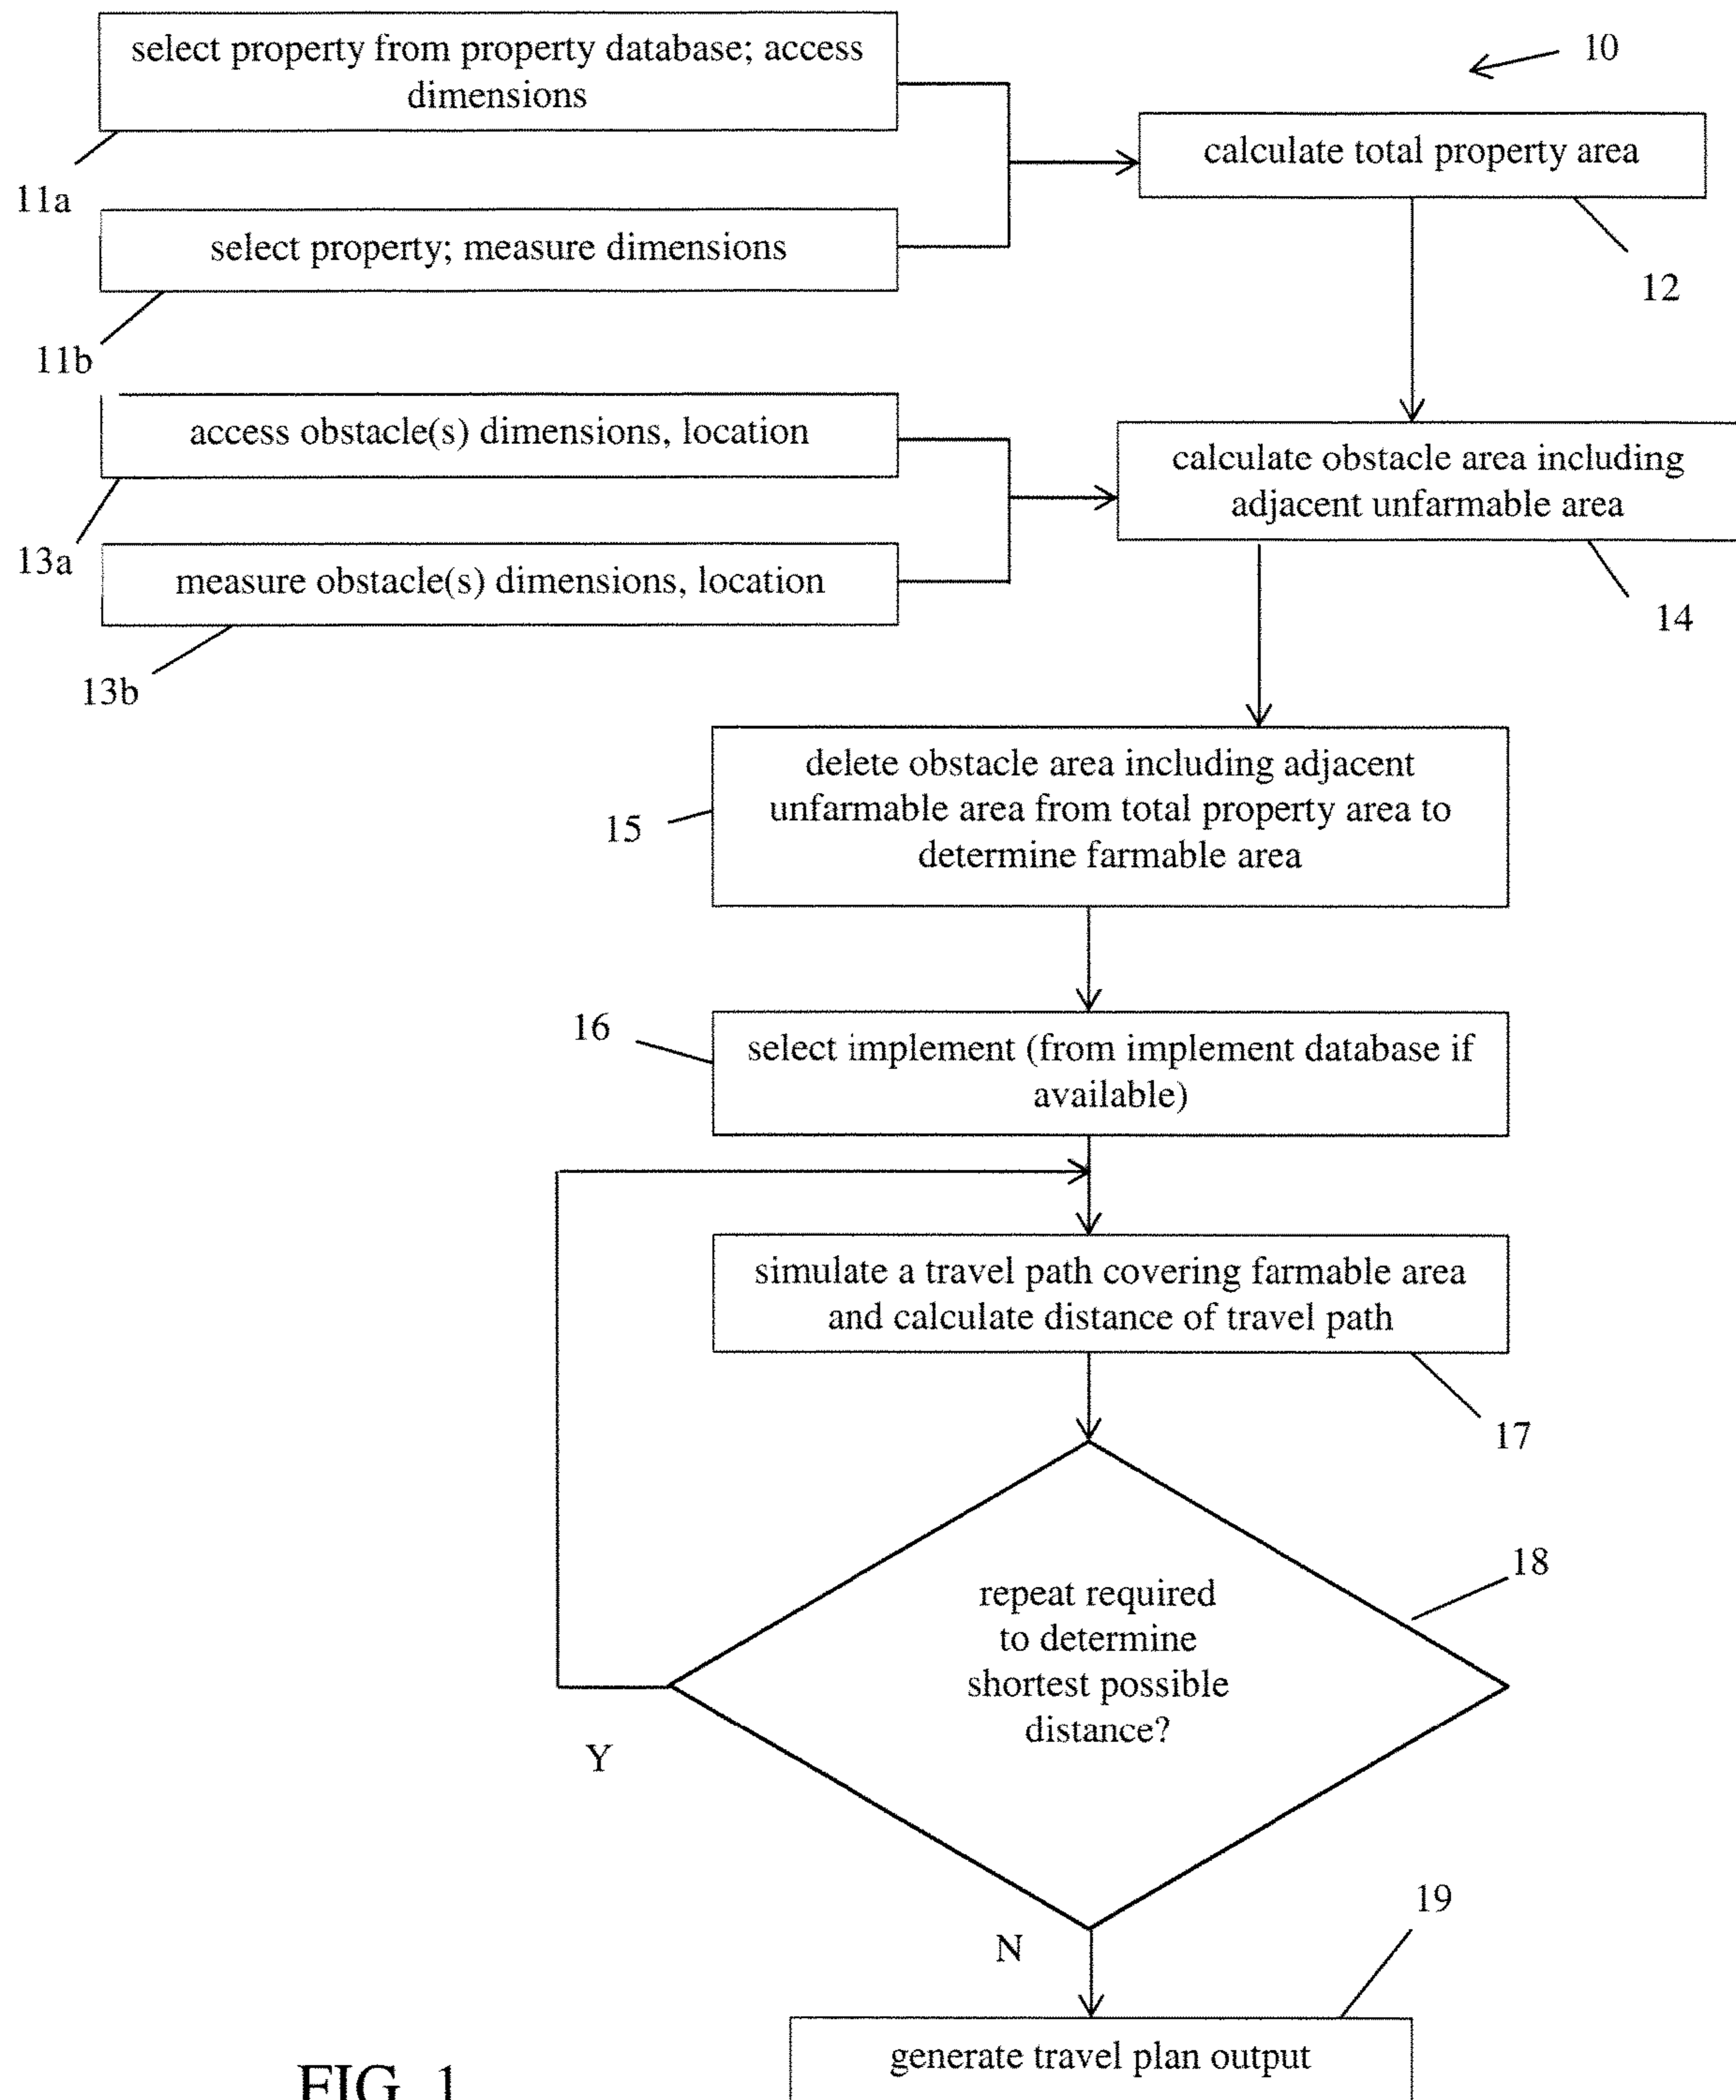 select property from property database; access
dimensions
10
calculate total property area
11a
select property; measure dimensions
12
11b
access obstacle(s) dimensions, location
calculate obstacle area including
adjacent unfarmable area
13a
measure obstacle(s) dimensions, location
14
13b
delete obstacle area including adjacent
unfarmable area from total property area to
determine farmable area
15
16
select implement (from implement database if
available)
simulate a travel path covering farmable area
and calculate distance of travel path
17
18
repeat required
to determine
shortest possible
distance?
Y
19
N
generate travel plan output
FIG. 1